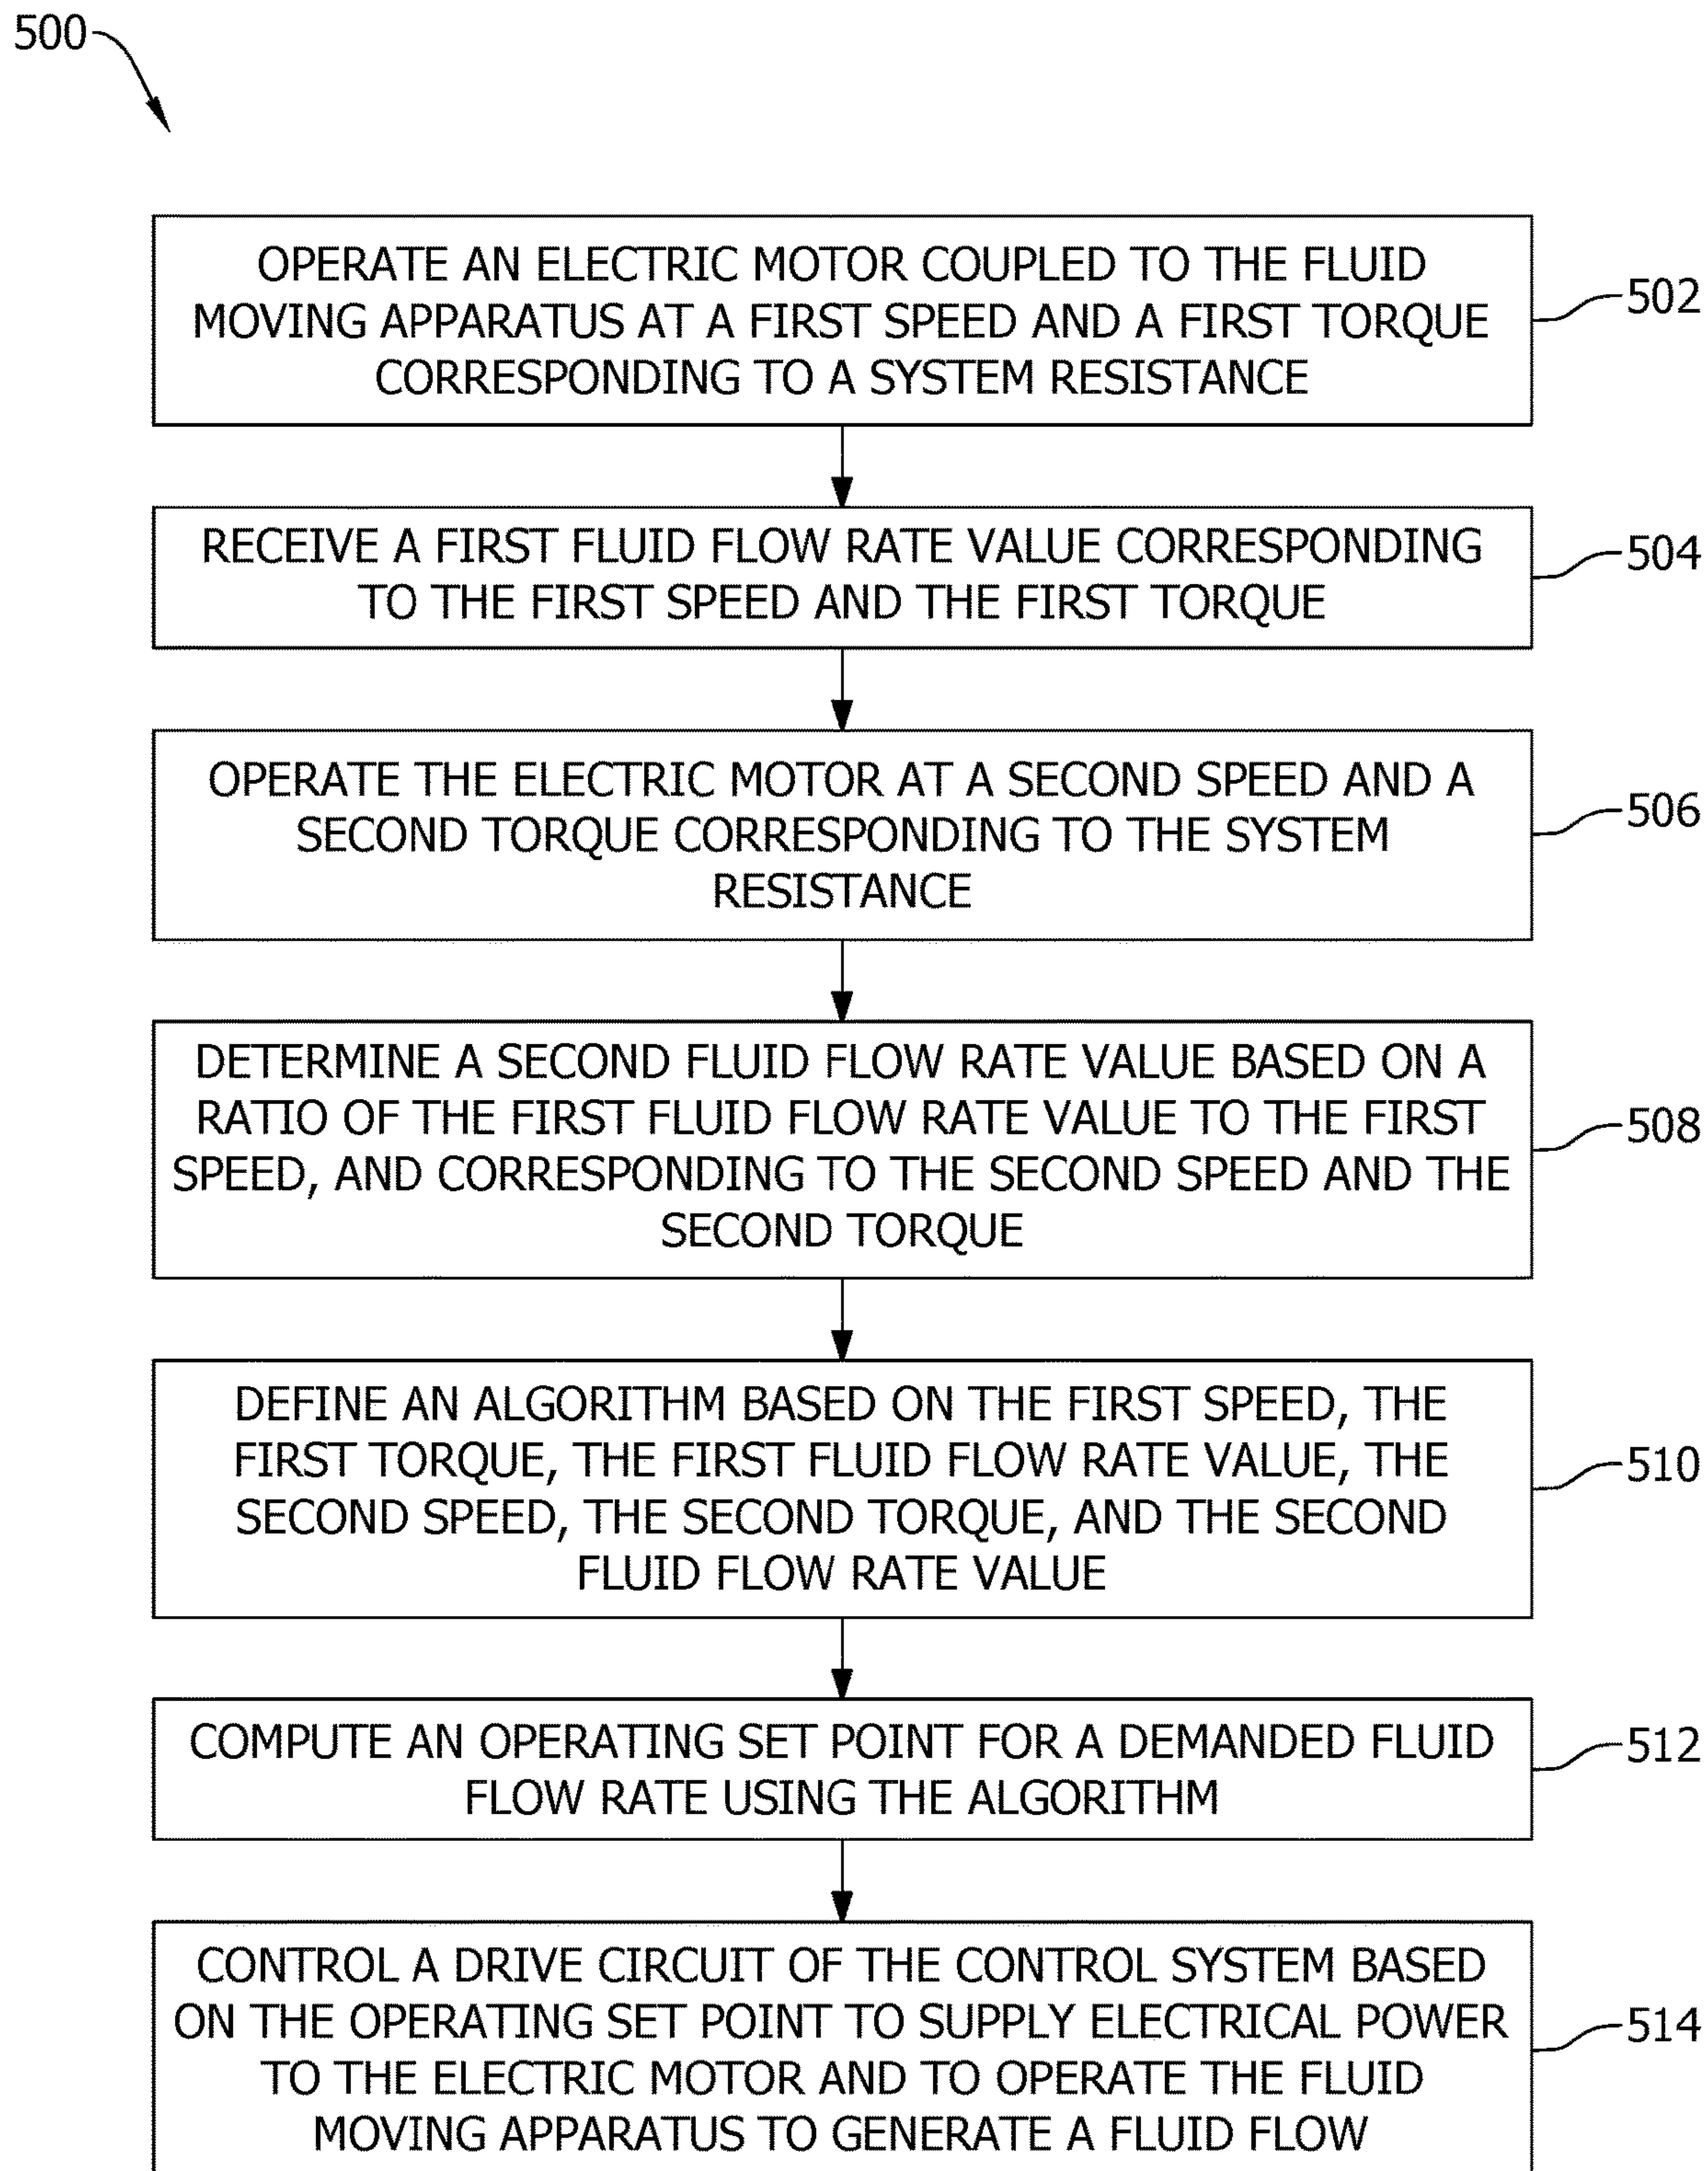 500
OPERATE AN ELECTRIC MOTOR COUPLED TO THE FLUID
MOVING APPARATUS AT A FIRST SPEED AND A FIRST TORQUE
CORRESPONDING TO A SYSTEM RESISTANCE
502
RECEIVE A FIRST FLUID FLOW RATE VALUE CORRESPONDING
TO THE FIRST SPEED AND THE FIRST TORQUE
504
OPERATE THE ELECTRIC MOTOR AT A SECOND SPEED AND A
SECOND TORQUE CORRESPONDING TO THE SYSTEM
RESISTANCE
506
DETERMINE A SECOND FLUID FLOW RATE VALUE BASED ON A
RATIO OF THE FIRST FLUID FLOW RATE VALUE TO THE FIRST
SPEED, AND CORRESPONDING TO THE SECOND SPEED AND THE
SECOND TORQUE
508
DEFINE AN ALGORITHM BASED ON THE FIRST SPEED, THE
FIRST TORQUE, THE FIRST FLUID FLOW RATE VALUE, THE
SECOND SPEED, THE SECOND TORQUE, AND THE SECOND
FLUID FLOW RATE VALUE
510
COMPUTE AN OPERATING SET POINT FOR A DEMANDED FLUID
FLOW RATE USING THE ALGORITHM
512
CONTROL A DRIVE CIRCUIT OF THE CONTROL SYSTEM BASED
ON THE OPERATING SET POINT TO SUPPLY ELECTRICAL POWER
TO THE ELECTRIC MOTOR AND TO OPERATE THE FLUID
MOVING APPARATUS TO GENERATE A FLUID FLOW
514